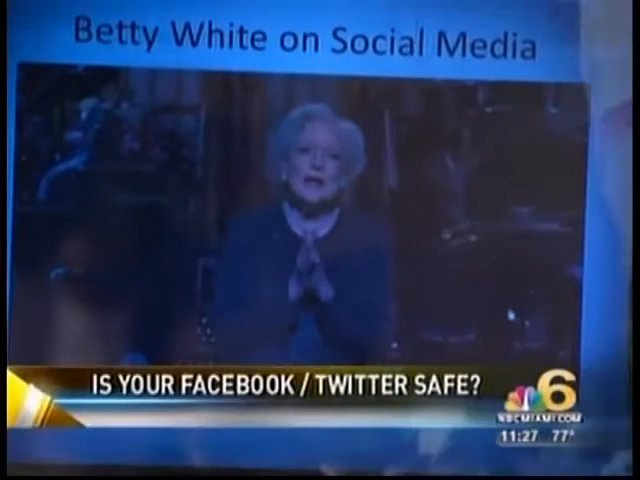 Betty White on Social Media
IS YOUR FACEBOOK / TWITTER SAFE?
6
NBCMIAMI.COM
11:27 77°